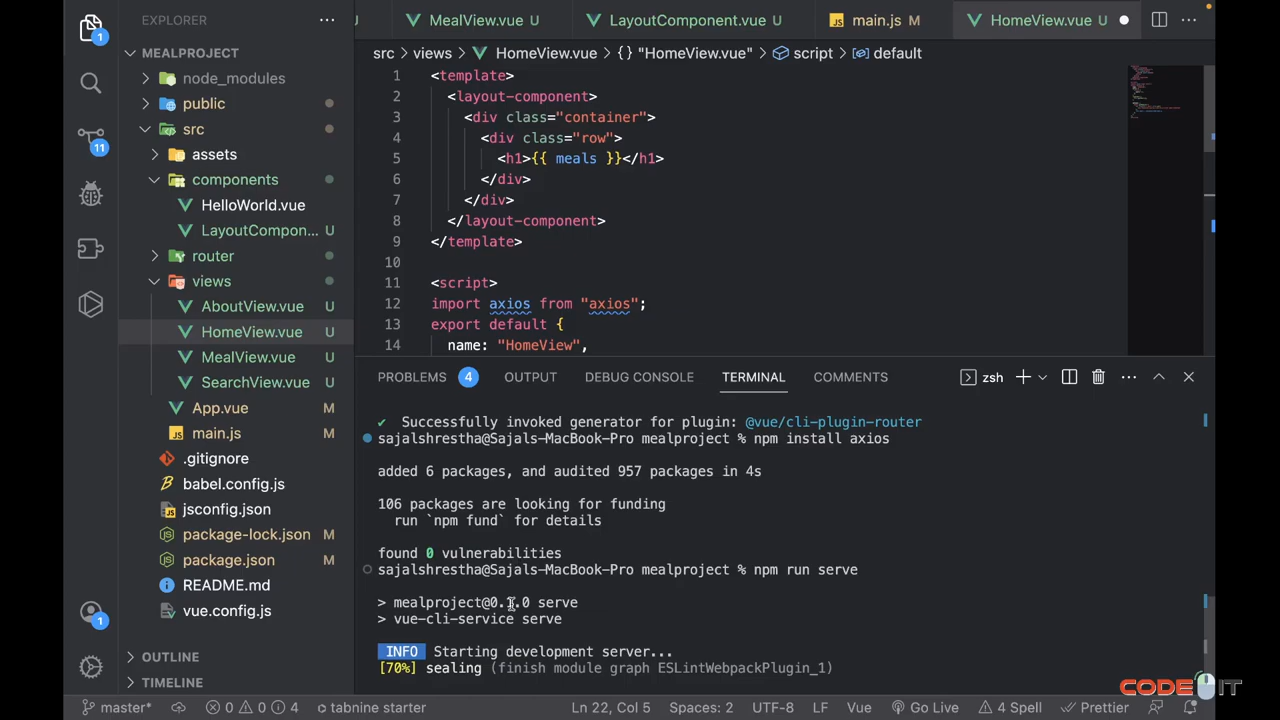 EXPLORER
MEALPROJECT
node_modules
public
src
assets
components
HelloWorld.vue
LayoutCompon... U
router
views
AboutView.vue U
HomeView.vue U
MealView.vue U
SearchView.vue U
App.vue M
main.js M
.gitignore
babel.config.js
jsconfig.json
package-lock.json M
package.json M
README.md
vue.config.js
OUTLINE
TIMELINE
1
11
1
U MealView.vue U LayoutComponent.vue U main.js M HomeView.vue U
src > views > HomeView.vue > {} "HomeView.vue" > script > default
1 <template>
2 <layout-component>
3 <div class="container">
4 <div class="row">
5 <h1>{{ meals }}</h1>
6 </div>
7 </div>
8 </layout-component>
9 </template>
10
11 <script>
12 import axios from "axios";
13 export default {
14 name: "HomeView",
PROBLEMS 4 OUTPUT DEBUG CONSOLE TERMINAL COMMENTS zsh
✔ Successfully invoked generator for plugin: @vue/cli-plugin-router
sajalshrestha@Sajals-MacBook-Pro mealproject % npm install axios
added 6 packages, and audited 957 packages in 4s
106 packages are looking for funding
run `npm fund` for details
found 0 vulnerabilities
sajalshrestha@Sajals-MacBook-Pro mealproject % npm run serve
> mealproject@0.1.0 serve
> vue-cli-service serve
INFO Starting development server...
[70%] sealing (finish module graph ESLintWebpackPlugin_1)
CODE IT
master* 0 0 4 tabnine starter Ln 22, Col 5 Spaces: 2 UTF-8 LF Vue Go Live 4 Spell Prettier